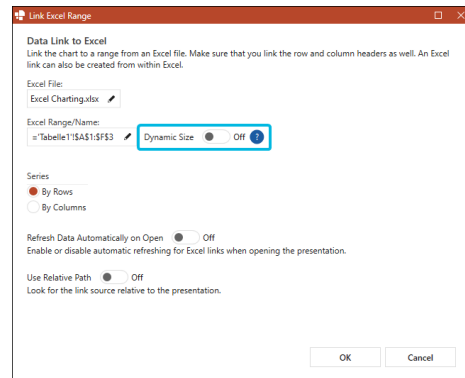 Link Excel Range
Data Link to Excel
Link the chart to a range from an Excel file. Make sure that you link the row and column headers as well. An Excel
link can also be created from within Excel.
Excel File:
Excel Charting.xlsx
Excel Range/Name:
='Tabelle1'!$A$1:$F$3 Dynamic Size Off ?
Series
By Rows
By Columns
Refresh Data Automatically on Open Off
Enable or disable automatic refreshing for Excel links when opening the presentation.
Use Relative Path Off
Look for the link source relative to the presentation.
OK Cancel